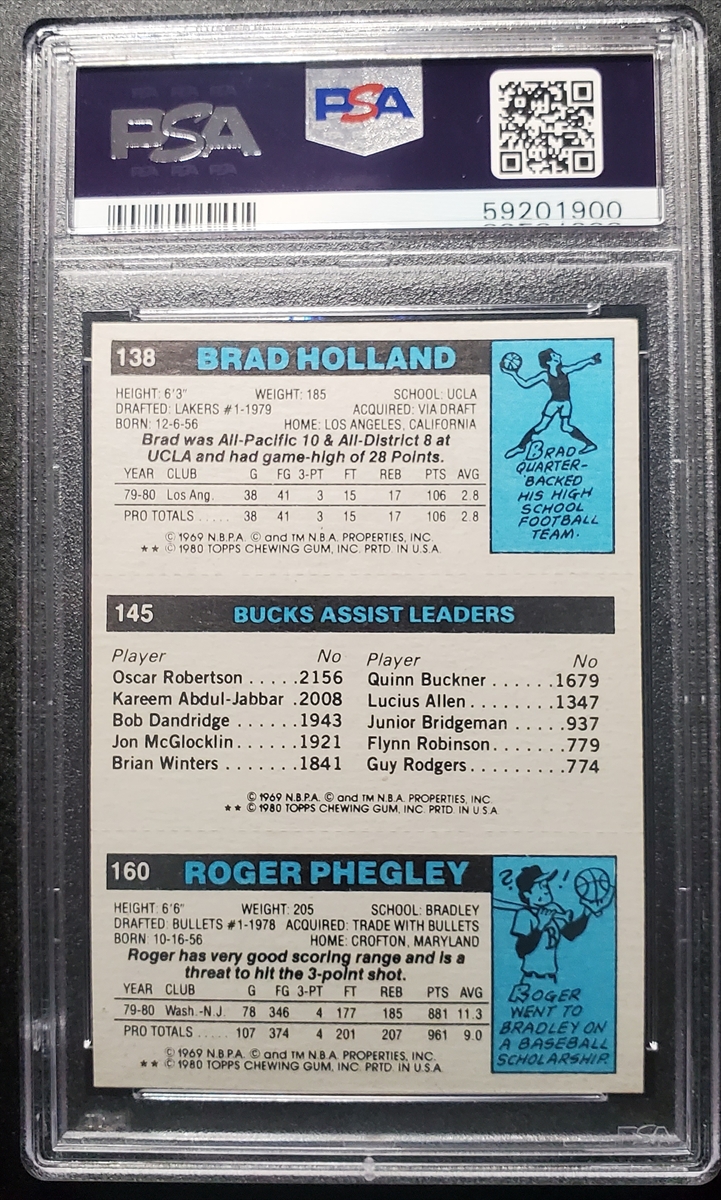 PSA
PSA
59201900
138 BRAD HOLLAND
HEIGHT: 6'3" WEIGHT: 185 SCHOOL: UCLA
DRAFTED: LAKERS #1-1979 ACQUIRED: VIA DRAFT
BORN: 12-6-56 HOME: LOS ANGELES, CALIFORNIA
Brad was All-Pacific 10 & All-District 8 at
UCLA and had game-high of 28 Points.
YEAR CLUB G FG 3-PT FT REB PTS AVG
79-80 Los Ang. 38 41 3 15 17 106 2.8
PRO TOTALS ..... 38 41 3 15 17 106 2.8
© 1969 N.B.P.A. © and TM N.B.A. PROPERTIES, INC.
★★ © 1980 TOPPS CHEWING GUM, INC. PRTD. IN U.S.A.
BRAD
QUARTER-
BACKED
HIS HIGH
SCHOOL
FOOTBALL
TEAM.
145 BUCKS ASSIST LEADERS
Player No Player No
Oscar Robertson .....2156 Quinn Buckner ......1679
Kareem Abdul-Jabbar .2008 Lucius Allen ........1347
Bob Dandridge ......1943 Junior Bridgeman .....937
Jon McGlocklin ......1921 Flynn Robinson.......779
Brian Winters .......1841 Guy Rodgers.........774
© 1969 N.B.P.A. © and TM N.B.A. PROPERTIES, INC.
★★ © 1980 TOPPS CHEWING GUM, INC. PRTD. IN U.S.A
160 ROGER PHEGLEY
HEIGHT: 6'6" WEIGHT: 205 SCHOOL: BRADLEY
DRAFTED: BULLETS #1-1978 ACQUIRED: TRADE WITH BULLETS
BORN: 10-16-56 HOME: CROFTON, MARYLAND
Roger has very good scoring range and is a
threat to hit the 3-point shot.
YEAR CLUB G FG 3-PT FT REB PTS AVG
79-80 Wash.-N.J. 78 346 4 177 185 881 11.3
PRO TOTALS ..... 107 374 4 201 207 961 9.0
© 1969 N.B.P.A. © and TM N.B.A. PROPERTIES, INC.
★★ © 1980 TOPPS CHEWING GUM, INC. PRTD. IN U.S.A.
? !
ROGER
WENT TO
BRADLEY ON
A BASEBALL
SCHOLARSHIP.
PSA